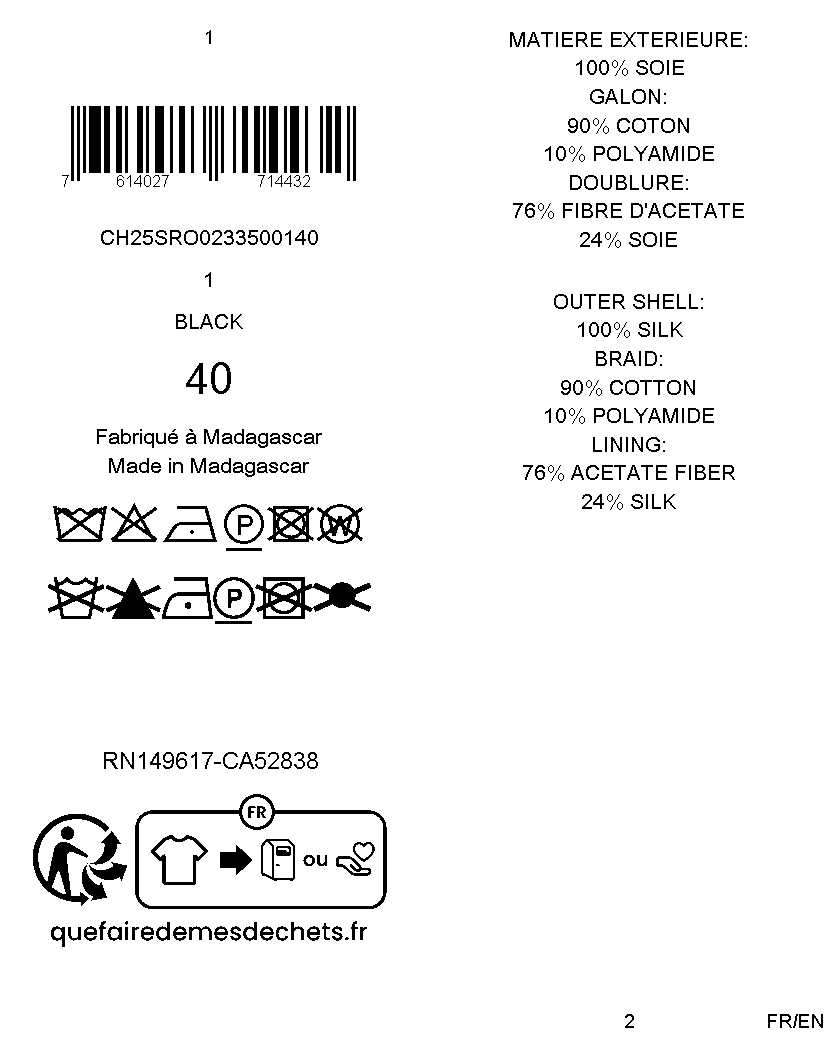 1
7 614027 714432
CH25SRO0233500140
1
BLACK
40
Fabriqué à Madagascar
Made in Madagascar
P W
P
RN149617-CA52838
FR
ou
quefairedemesdechets.fr
MATIERE EXTERIEURE:
100% SOIE
GALON:
90% COTON
10% POLYAMIDE
DOUBLURE:
76% FIBRE D'ACETATE
24% SOIE
OUTER SHELL:
100% SILK
BRAID:
90% COTTON
10% POLYAMIDE
LINING:
76% ACETATE FIBER
24% SILK
2
FR/EN